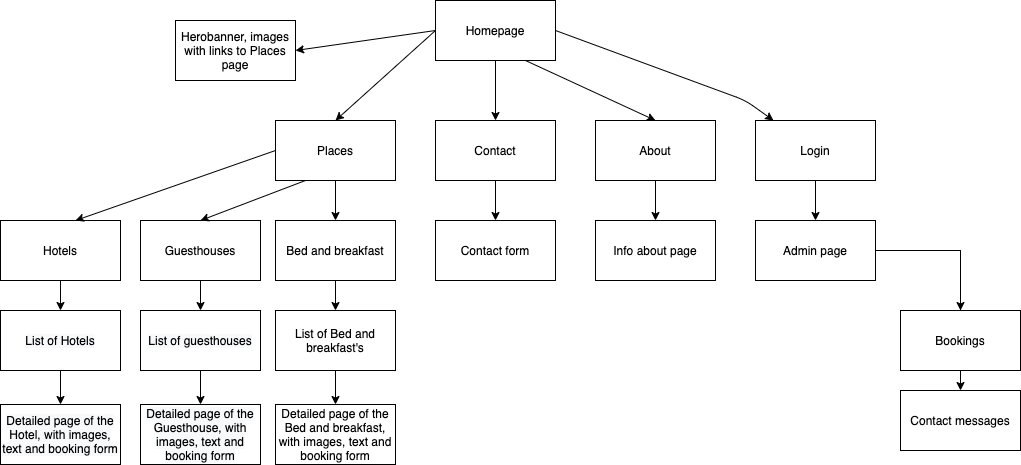 Homepage
Herobanner, images
with links to Places
page
Places
Contact
About
Login
Hotels
Guesthouses
Bed and breakfast
Contact form
Info about page
Admin page
List of Hotels
List of guesthouses
List of Bed and
breakfast's
Bookings
Detailed page of the
Hotel, with images,
text and booking form
Detailed page of the
Guesthouse, with
images, text and
booking form
Detailed page of the
Bed and breakfast,
with images, text and
booking form
Contact messages